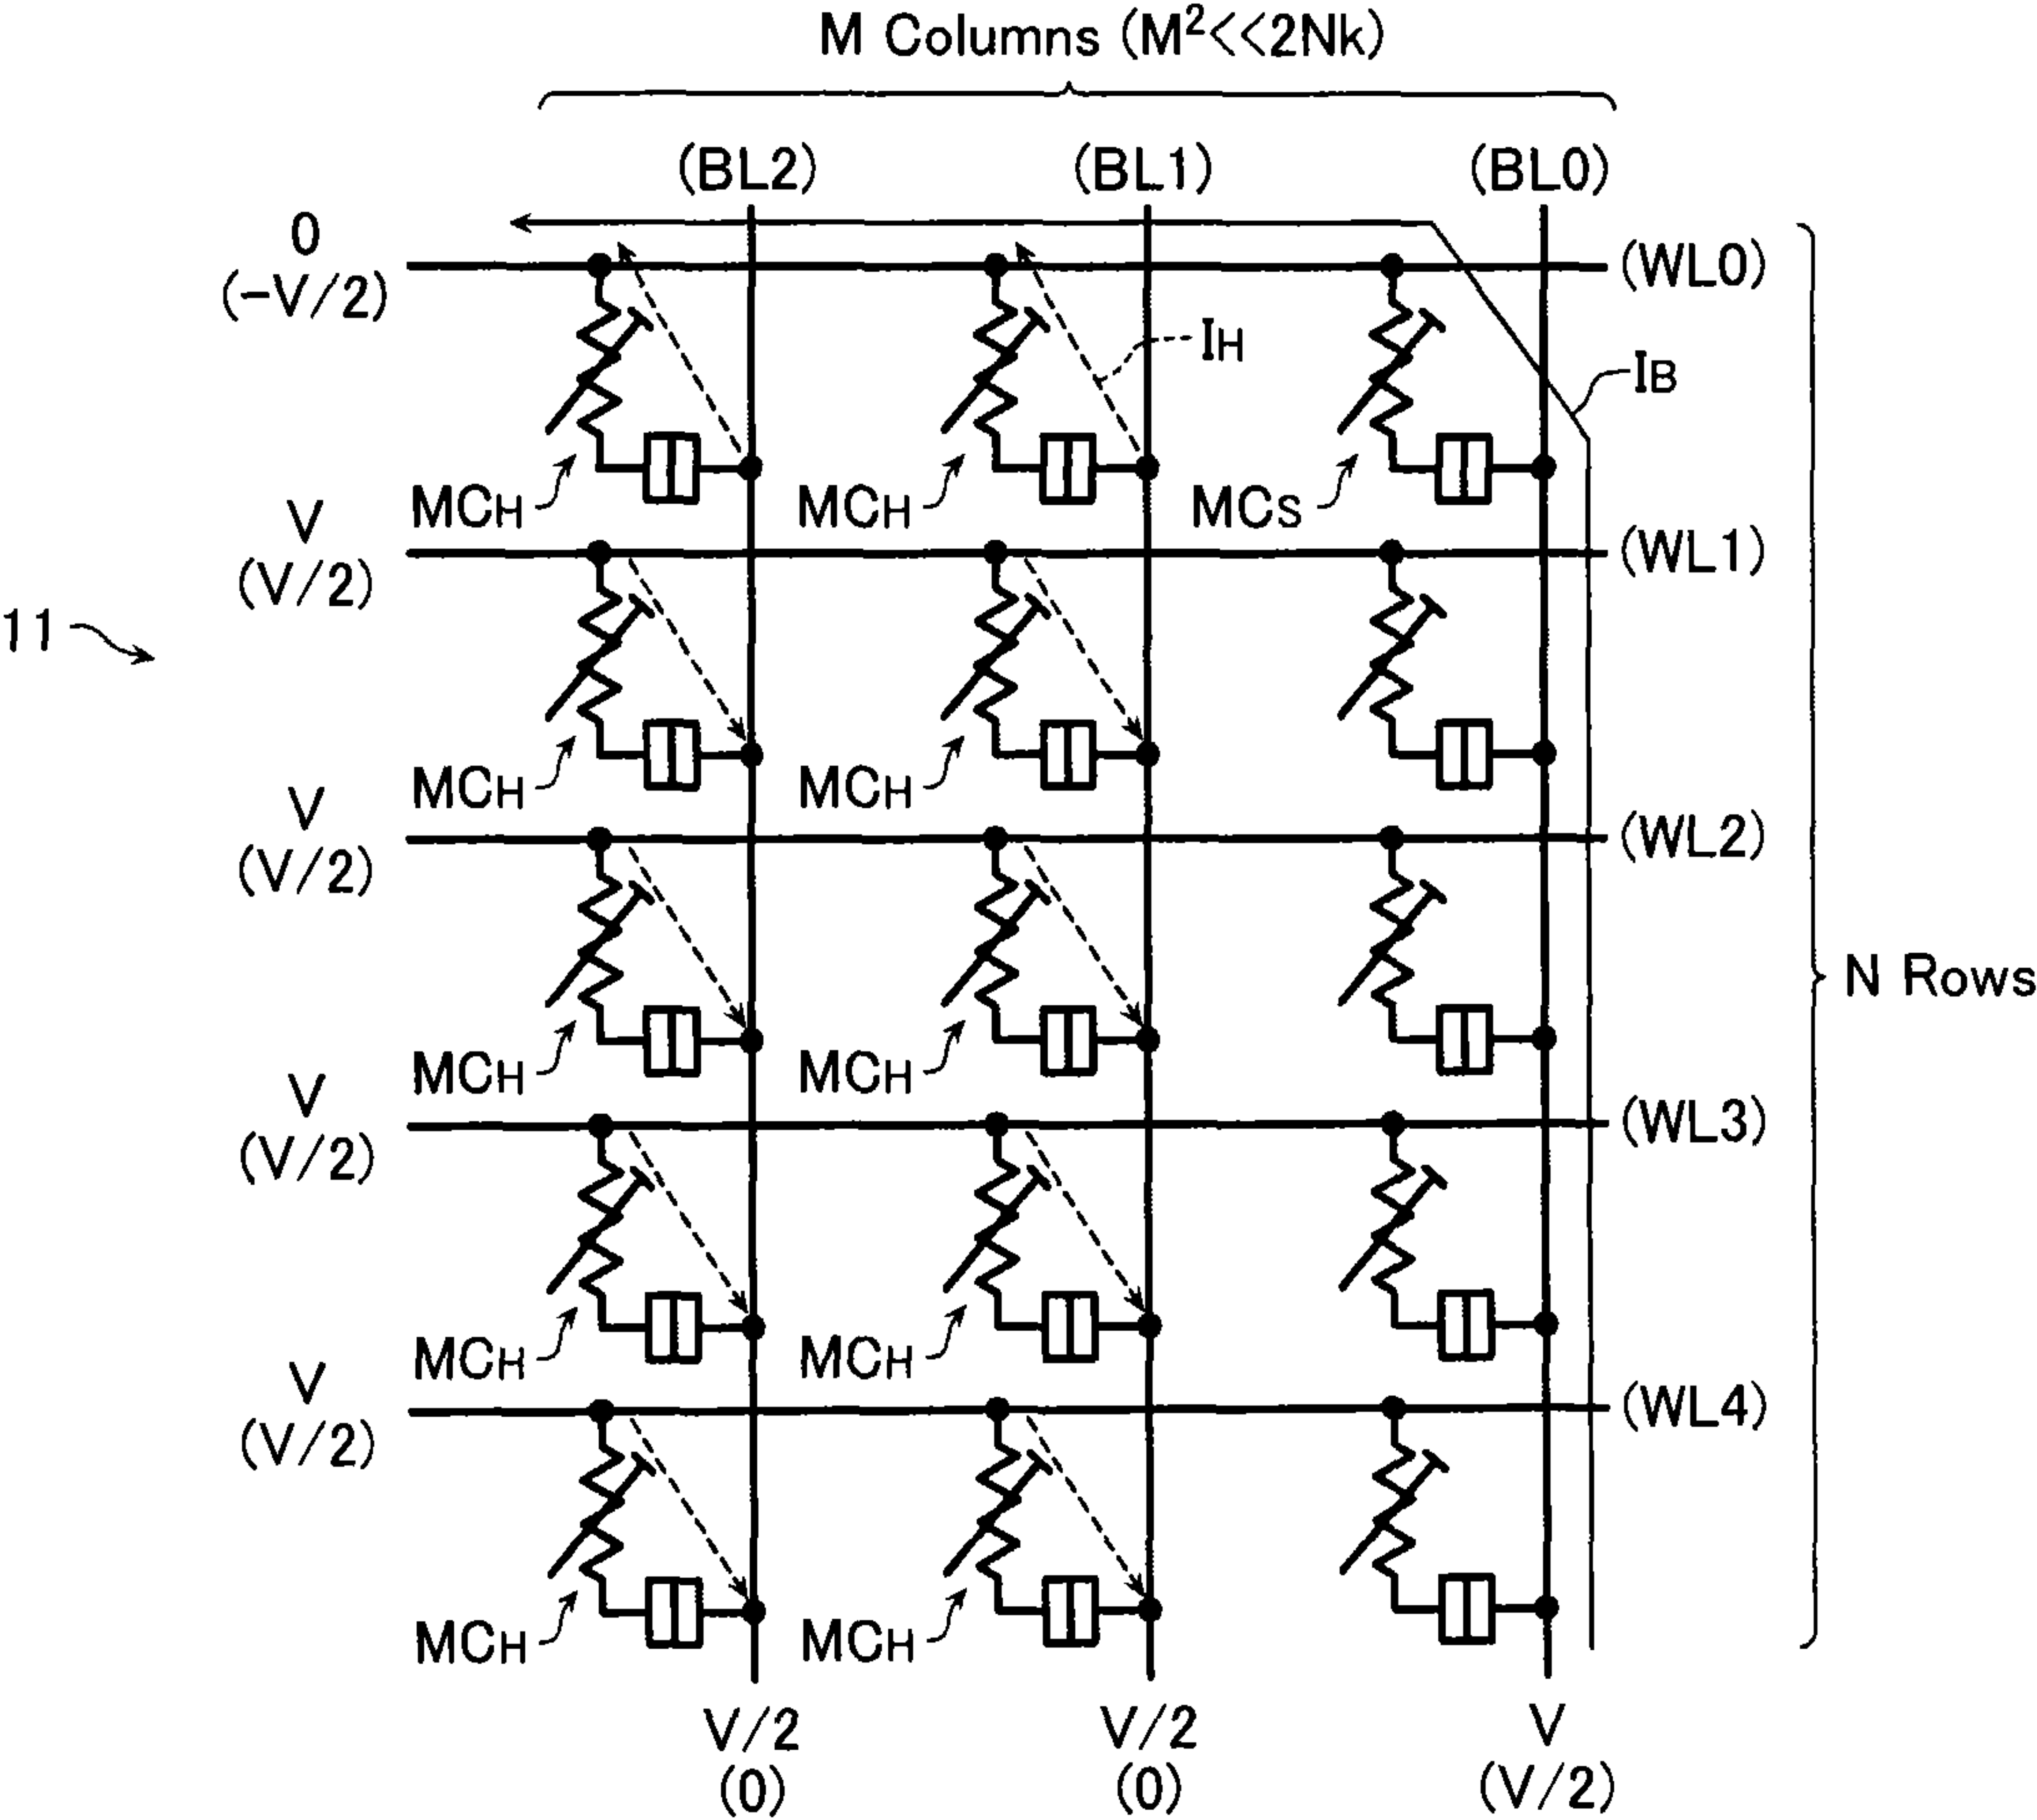 M Columns (M²<<2Nk)
(BL2) (BL1) (BL0)
0
(-V/2)
(WL0)
IH
IB
MCH MCH MCS
V
(V/2)
(WL1)
11
MCH MCH
V
(V/2)
(WL2)
N Rows
MCH MCH
V
(V/2)
(WL3)
MCH MCH
V
(V/2)
(WL4)
MCH MCH
V/2 V/2 V
(0) (0) (V/2)